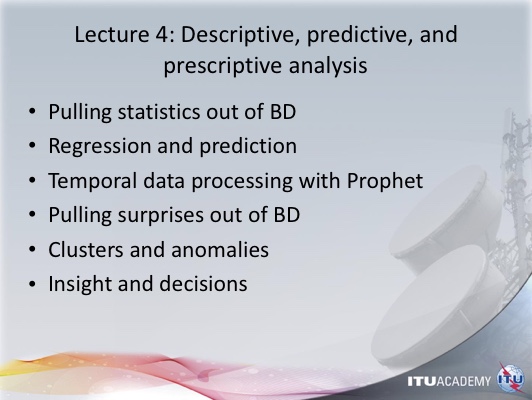 Lecture 4: Descriptive, predictive, and
prescriptive analysis
• Pulling statistics out of BD
• Regression and prediction
• Temporal data processing with Prophet
• Pulling surprises out of BD
• Clusters and anomalies
• Insight and decisions
ITUACADEMY ITU